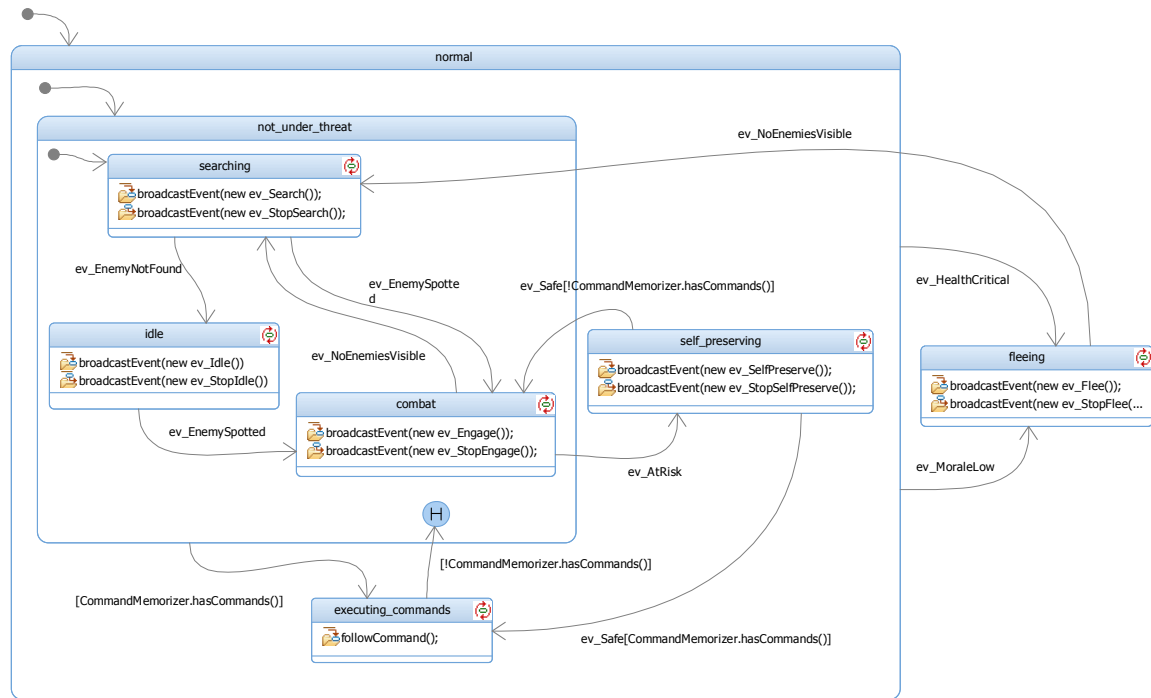 normal
not_under_threat
searching
broadcastEvent(new ev_Search());
broadcastEvent(new ev_StopSearch());
ev_NoEnemiesVisible
ev_EnemyNotFound
ev_EnemySpotte
d
ev_Safe[!CommandMemorizer.hasCommands()]
ev_HealthCritical
idle
broadcastEvent(new ev_Idle())
broadcastEvent(new ev_StopIdle())
ev_NoEnemiesVisible
self_preserving
broadcastEvent(new ev_SelfPreserve());
broadcastEvent(new ev_StopSelfPreserve());
fleeing
broadcastEvent(new ev_Flee());
broadcastEvent(new ev_StopFlee(...
combat
broadcastEvent(new ev_Engage());
broadcastEvent(new ev_StopEngage());
ev_EnemySpotted
ev_AtRisk
ev_MoraleLow
H
[!CommandMemorizer.hasCommands()]
[CommandMemorizer.hasCommands()]
executing_commands
followCommand();
ev_Safe[CommandMemorizer.hasCommands()]